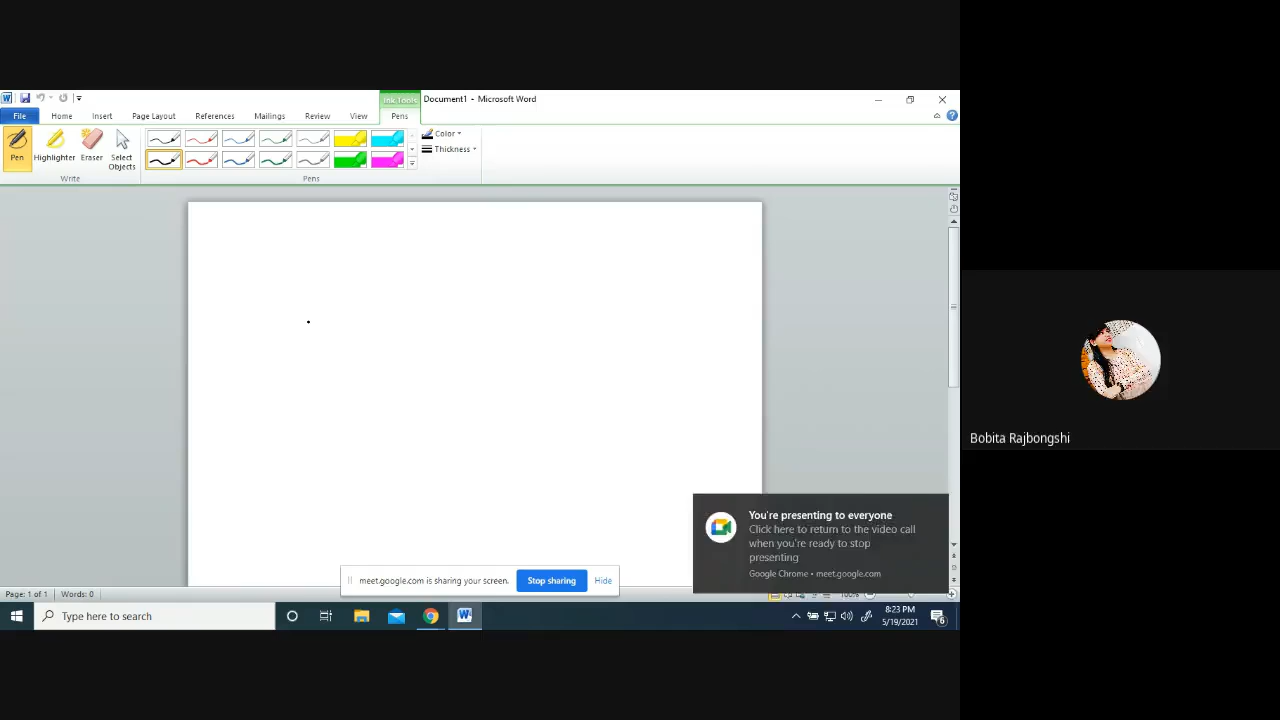 Ink Tools
Document1 - Microsoft Word
File Home Insert Page Layout References Mailings Review View Pens
Pen Highlighter Eraser Select Objects
Color
Thickness
Write
Pens
You're presenting to everyone
Click here to return to the video call
when you're ready to stop
presenting
Google Chrome • meet.google.com
meet.google.com is sharing your screen.
Stop sharing
Hide
Page: 1 of 1
Words: 0
100%
Type here to search
8:23 PM
5/19/2021
6
Bobita Rajbongshi